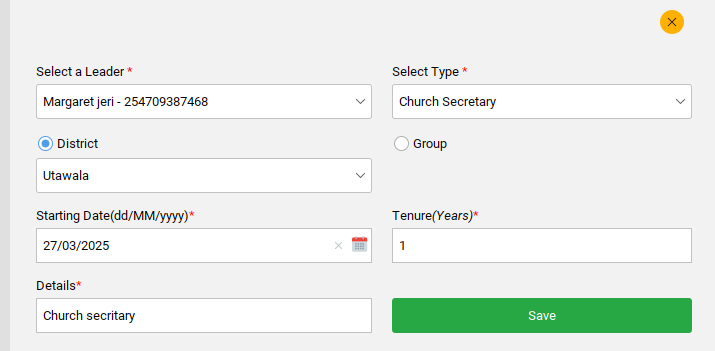 Select a Leader *
Select Type *
Margaret jeri - 254709387468
Church Secretary
District
Group
Utawala
Starting Date(dd/MM/yyyy)*
Tenure(Years)*
27/03/2025
1
Details*
Church secritary
Save